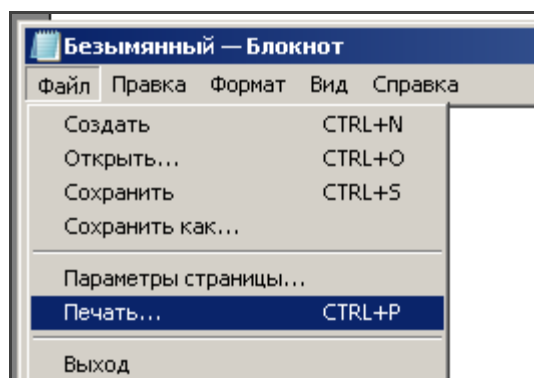 Безымянный — Блокнот
Файл Правка Формат Вид Справка
Создать CTRL+N
Открыть... CTRL+O
Сохранить CTRL+S
Сохранить как...
Параметры страницы...
Печать... CTRL+P
Выход